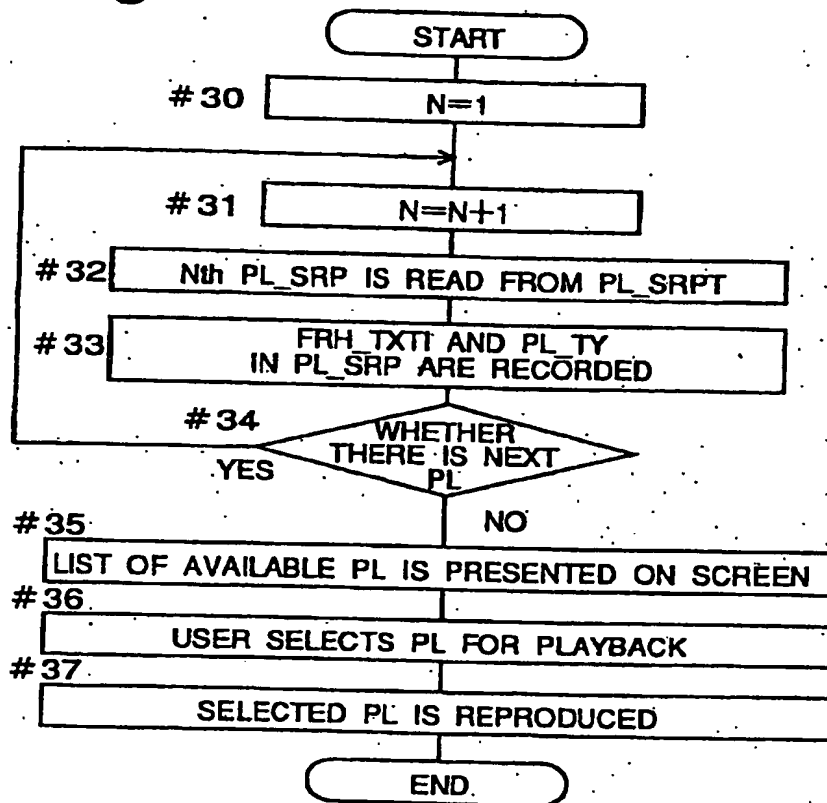 START
#30
N=1
#31
N=N+1
#32
Nth PL_SRP IS READ FROM PL_SRPT
#33
FRH_TXTI AND PL_TY
IN PL_SRP ARE RECORDED
#34
WHETHER
THERE IS NEXT
PL
YES
NO
#35
LIST OF AVAILABLE PL IS PRESENTED ON SCREEN
#36
USER SELECTS PL FOR PLAYBACK
#37
SELECTED PL IS REPRODUCED
END